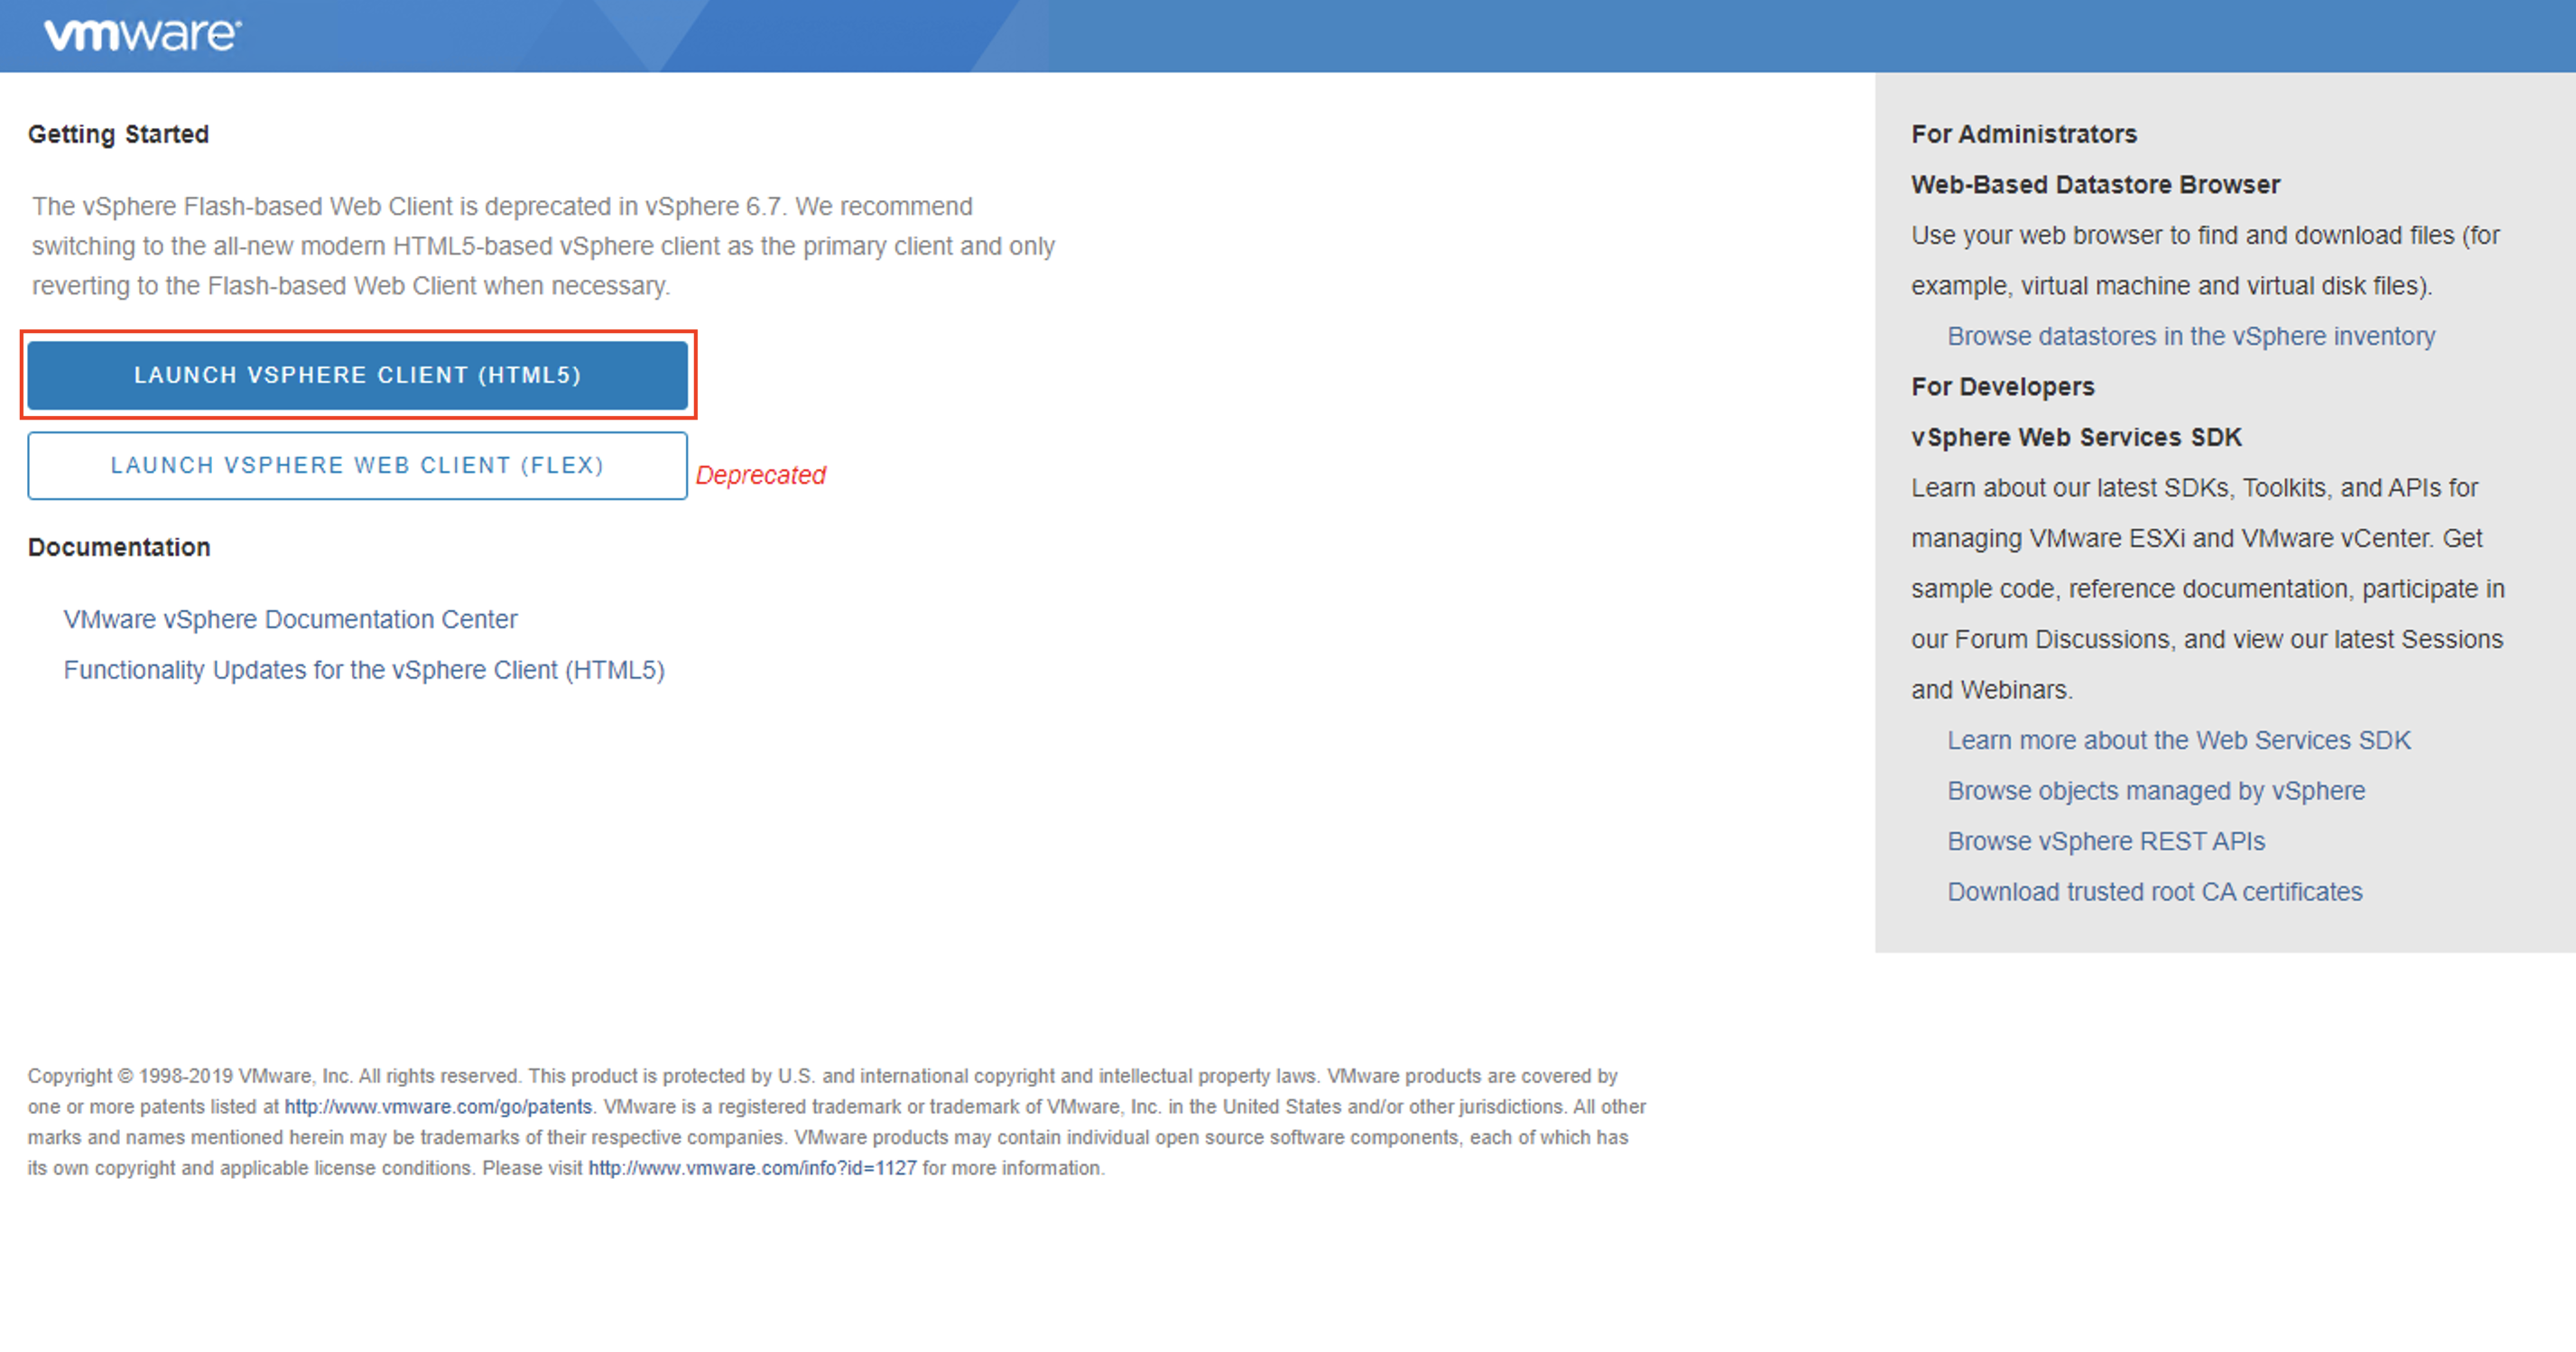 vmware
Getting Started
The vSphere Flash-based Web Client is deprecated in vSphere 6.7. We recommend
switching to the all-new modern HTML5-based vSphere client as the primary client and only
reverting to the Flash-based Web Client when necessary.
LAUNCH VSPHERE CLIENT (HTML5)
LAUNCH VSPHERE WEB CLIENT (FLEX)
Deprecated
Documentation
VMware vSphere Documentation Center
Functionality Updates for the vSphere Client (HTML5)
For Administrators
Web-Based Datastore Browser
Use your web browser to find and download files (for
example, virtual machine and virtual disk files).
Browse datastores in the vSphere inventory
For Developers
vSphere Web Services SDK
Learn about our latest SDKs, Toolkits, and APIs for
managing VMware ESXi and VMware vCenter. Get
sample code, reference documentation, participate in
our Forum Discussions, and view our latest Sessions
and Webinars.
Learn more about the Web Services SDK
Browse objects managed by vSphere
Browse vSphere REST APIs
Download trusted root CA certificates
Copyright © 1998-2019 VMware, Inc. All rights reserved. This product is protected by U.S. and international copyright and intellectual property laws. VMware products are covered by
one or more patents listed at http://www.vmware.com/go/patents. VMware is a registered trademark or trademark of VMware, Inc. in the United States and/or other jurisdictions. All other
marks and names mentioned herein may be trademarks of their respective companies. VMware products may contain individual open source software components, each of which has
its own copyright and applicable license conditions. Please visit http://www.vmware.com/info?id=1127 for more information.